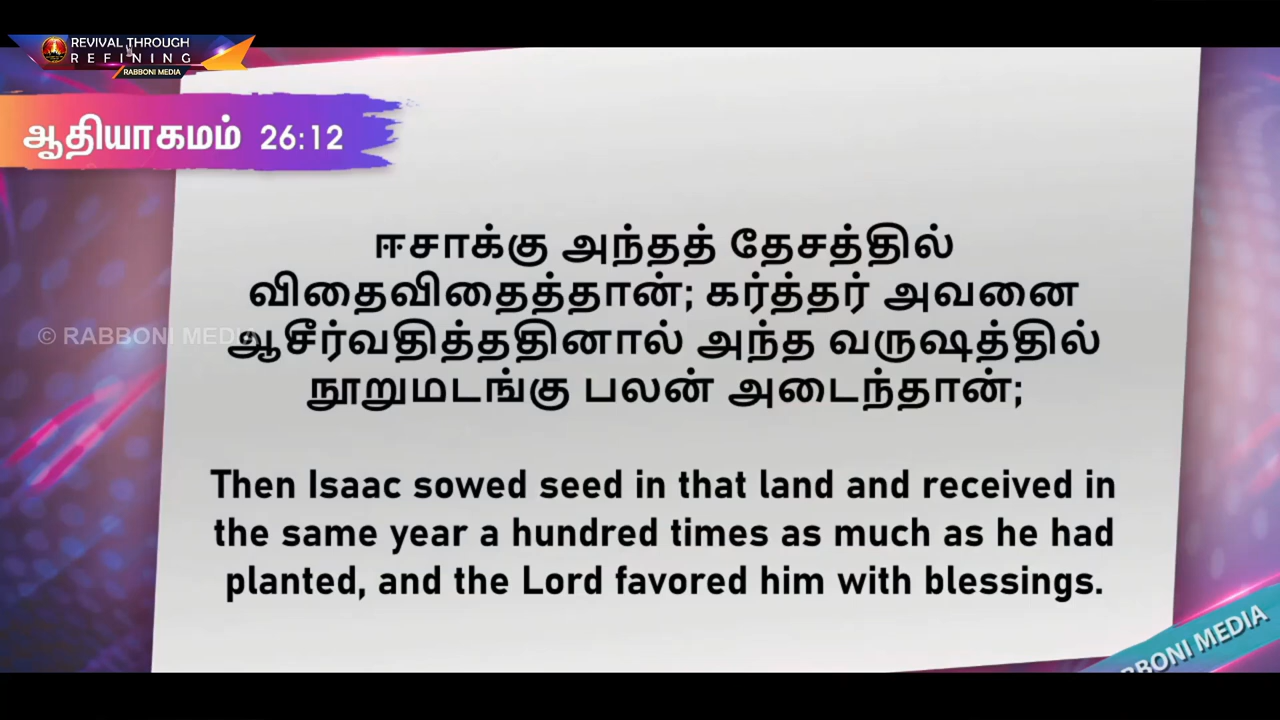 REVIVAL THROUGH
REFINING
RABBONI MEDIA
ஆதியாகமம் 26:12
ஈசாக்கு அந்தத் தேசத்தில்
விதைவிதைத்தான்; கர்த்தர் அவனை
© RABBONI MEDIA
ஆசீர்வதித்ததினால் அந்த வருஷத்தில்
நூறுமடங்கு பலன் அடைந்தான்;
Then Isaac sowed seed in that land and received in
the same year a hundred times as much as he had
planted, and the Lord favored him with blessings.
BBONI MEDIA